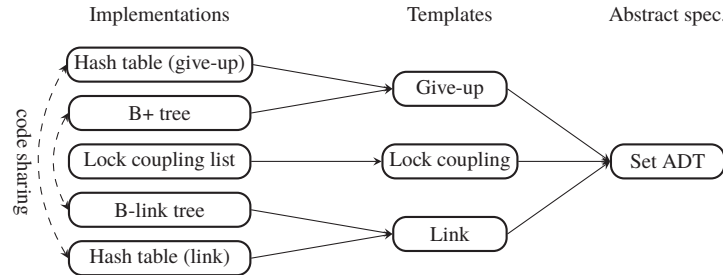 Implementations
Templates
Abstract spec.
Hash table (give-up)
B+ tree
Lock coupling list
B-link tree
Hash table (link)
code sharing
Give-up
Lock coupling
Link
Set ADT